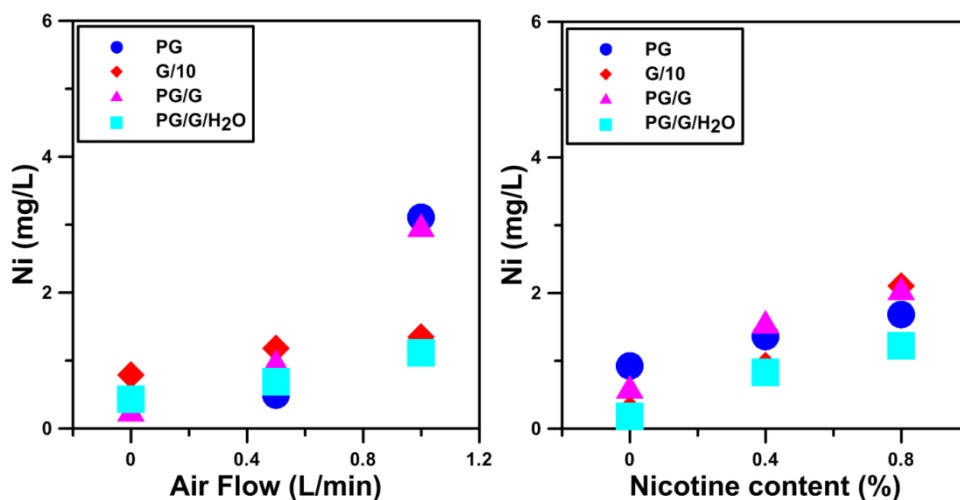 6
PG
G/10
PG/G
PG/G/H₂O
4
Ni (mg/L)
2
0
0 0.4 0.8 1.2
Air Flow (L/min)
6
PG
G/10
PG/G
PG/G/H₂O
4
Ni (mg/L)
2
0
0 0.4 0.8
Nicotine content (%)